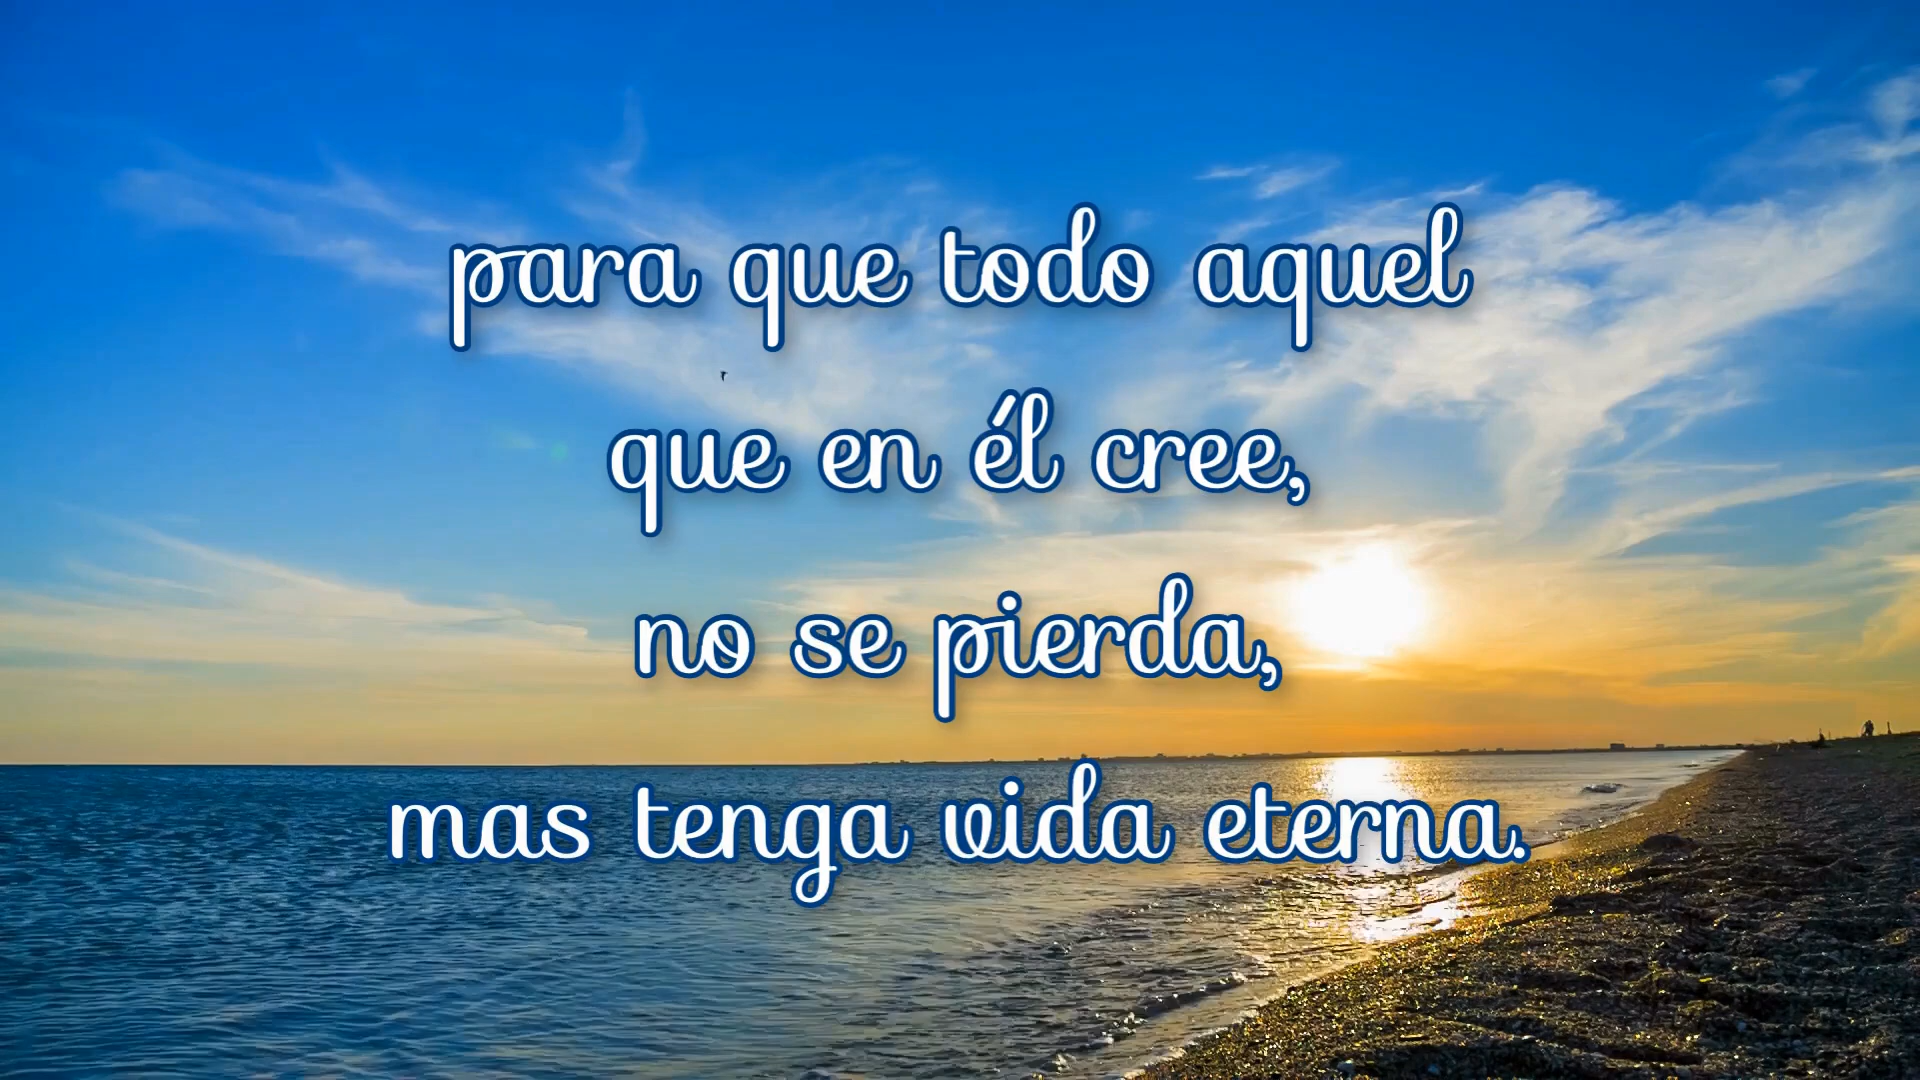 para que todo aquel
que en él cree,
no se pierda,
mas tenga vida eterna.